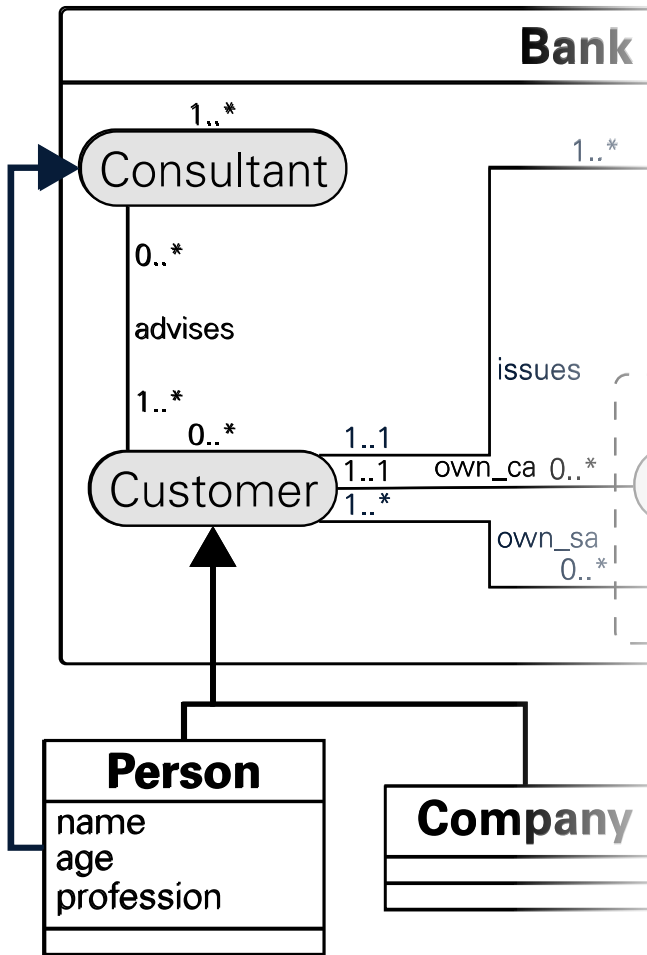 Bank
1..*
Consultant
1..*
0..*
advises
issues
1..*
0..*
1..1
Customer
1..1
own_ca 0..*
1..*
own_sa
0..*
Person
name
age
profession
Company